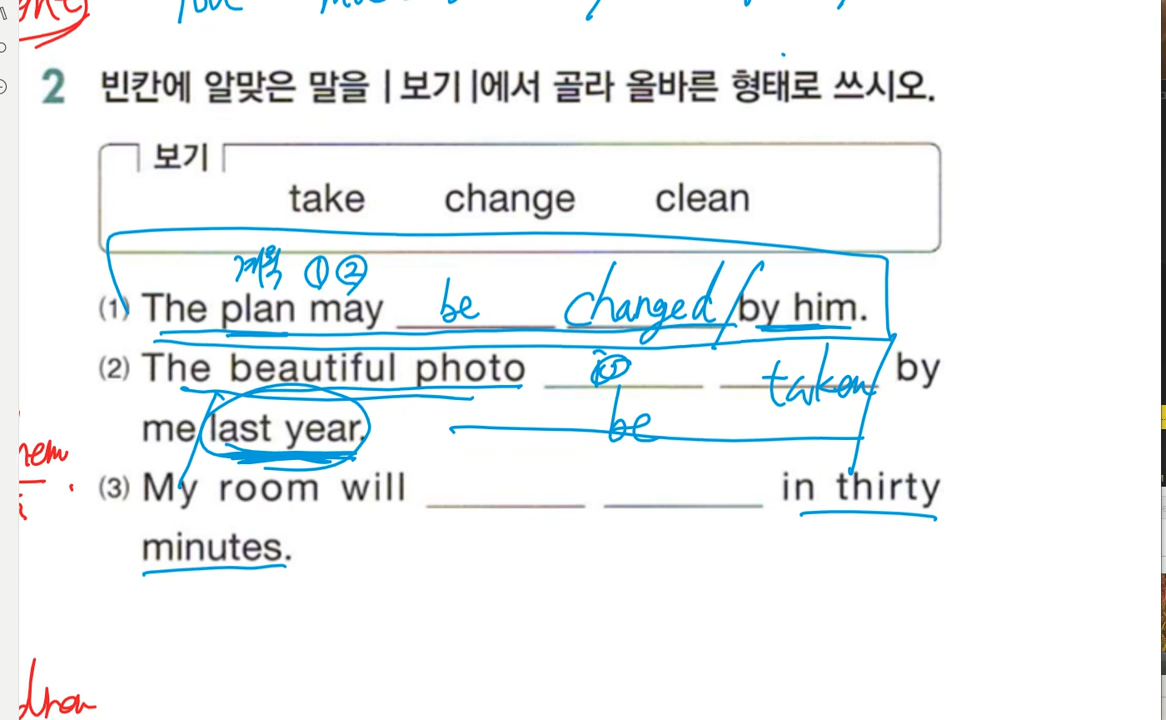 2 빈칸에 알맞은 말을 | 보기 |에서 골라 올바른 형태로 쓰시오.
보기
take change clean
계획 ① ②
(1) The plan may be changed / by him.
(2) The beautiful photo is taken by
me last year. be
(3) My room will ______ ______ in thirty
minutes.